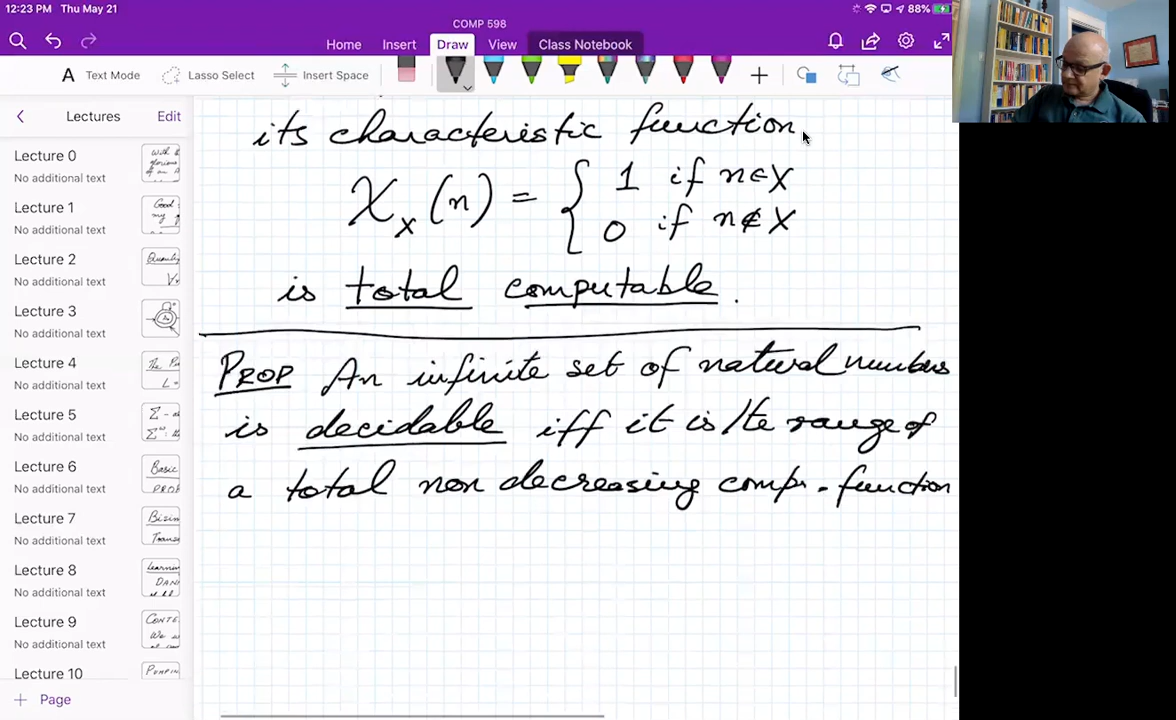 12:23 PM Thu May 21
88%
COMP 598
Home Insert Draw View Class Notebook
A Text Mode Lasso Select Insert Space
Lectures Edit
Lecture 0
No additional text
Lecture 1
No additional text
Lecture 2
No additional text
Lecture 3
No additional text
Lecture 4
No additional text
Lecture 5
No additional text
Lecture 6
No additional text
Lecture 7
No additional text
Lecture 8
No additional text
Lecture 9
No additional text
Lecture 10
+ Page
its characteristic function
χ_X (n) = { 1 if n∈X
0 if n∉X
is total computable.
PROP An infinite set of natural numbers
is decidable iff it is the range of
a total non decreasing comp. function